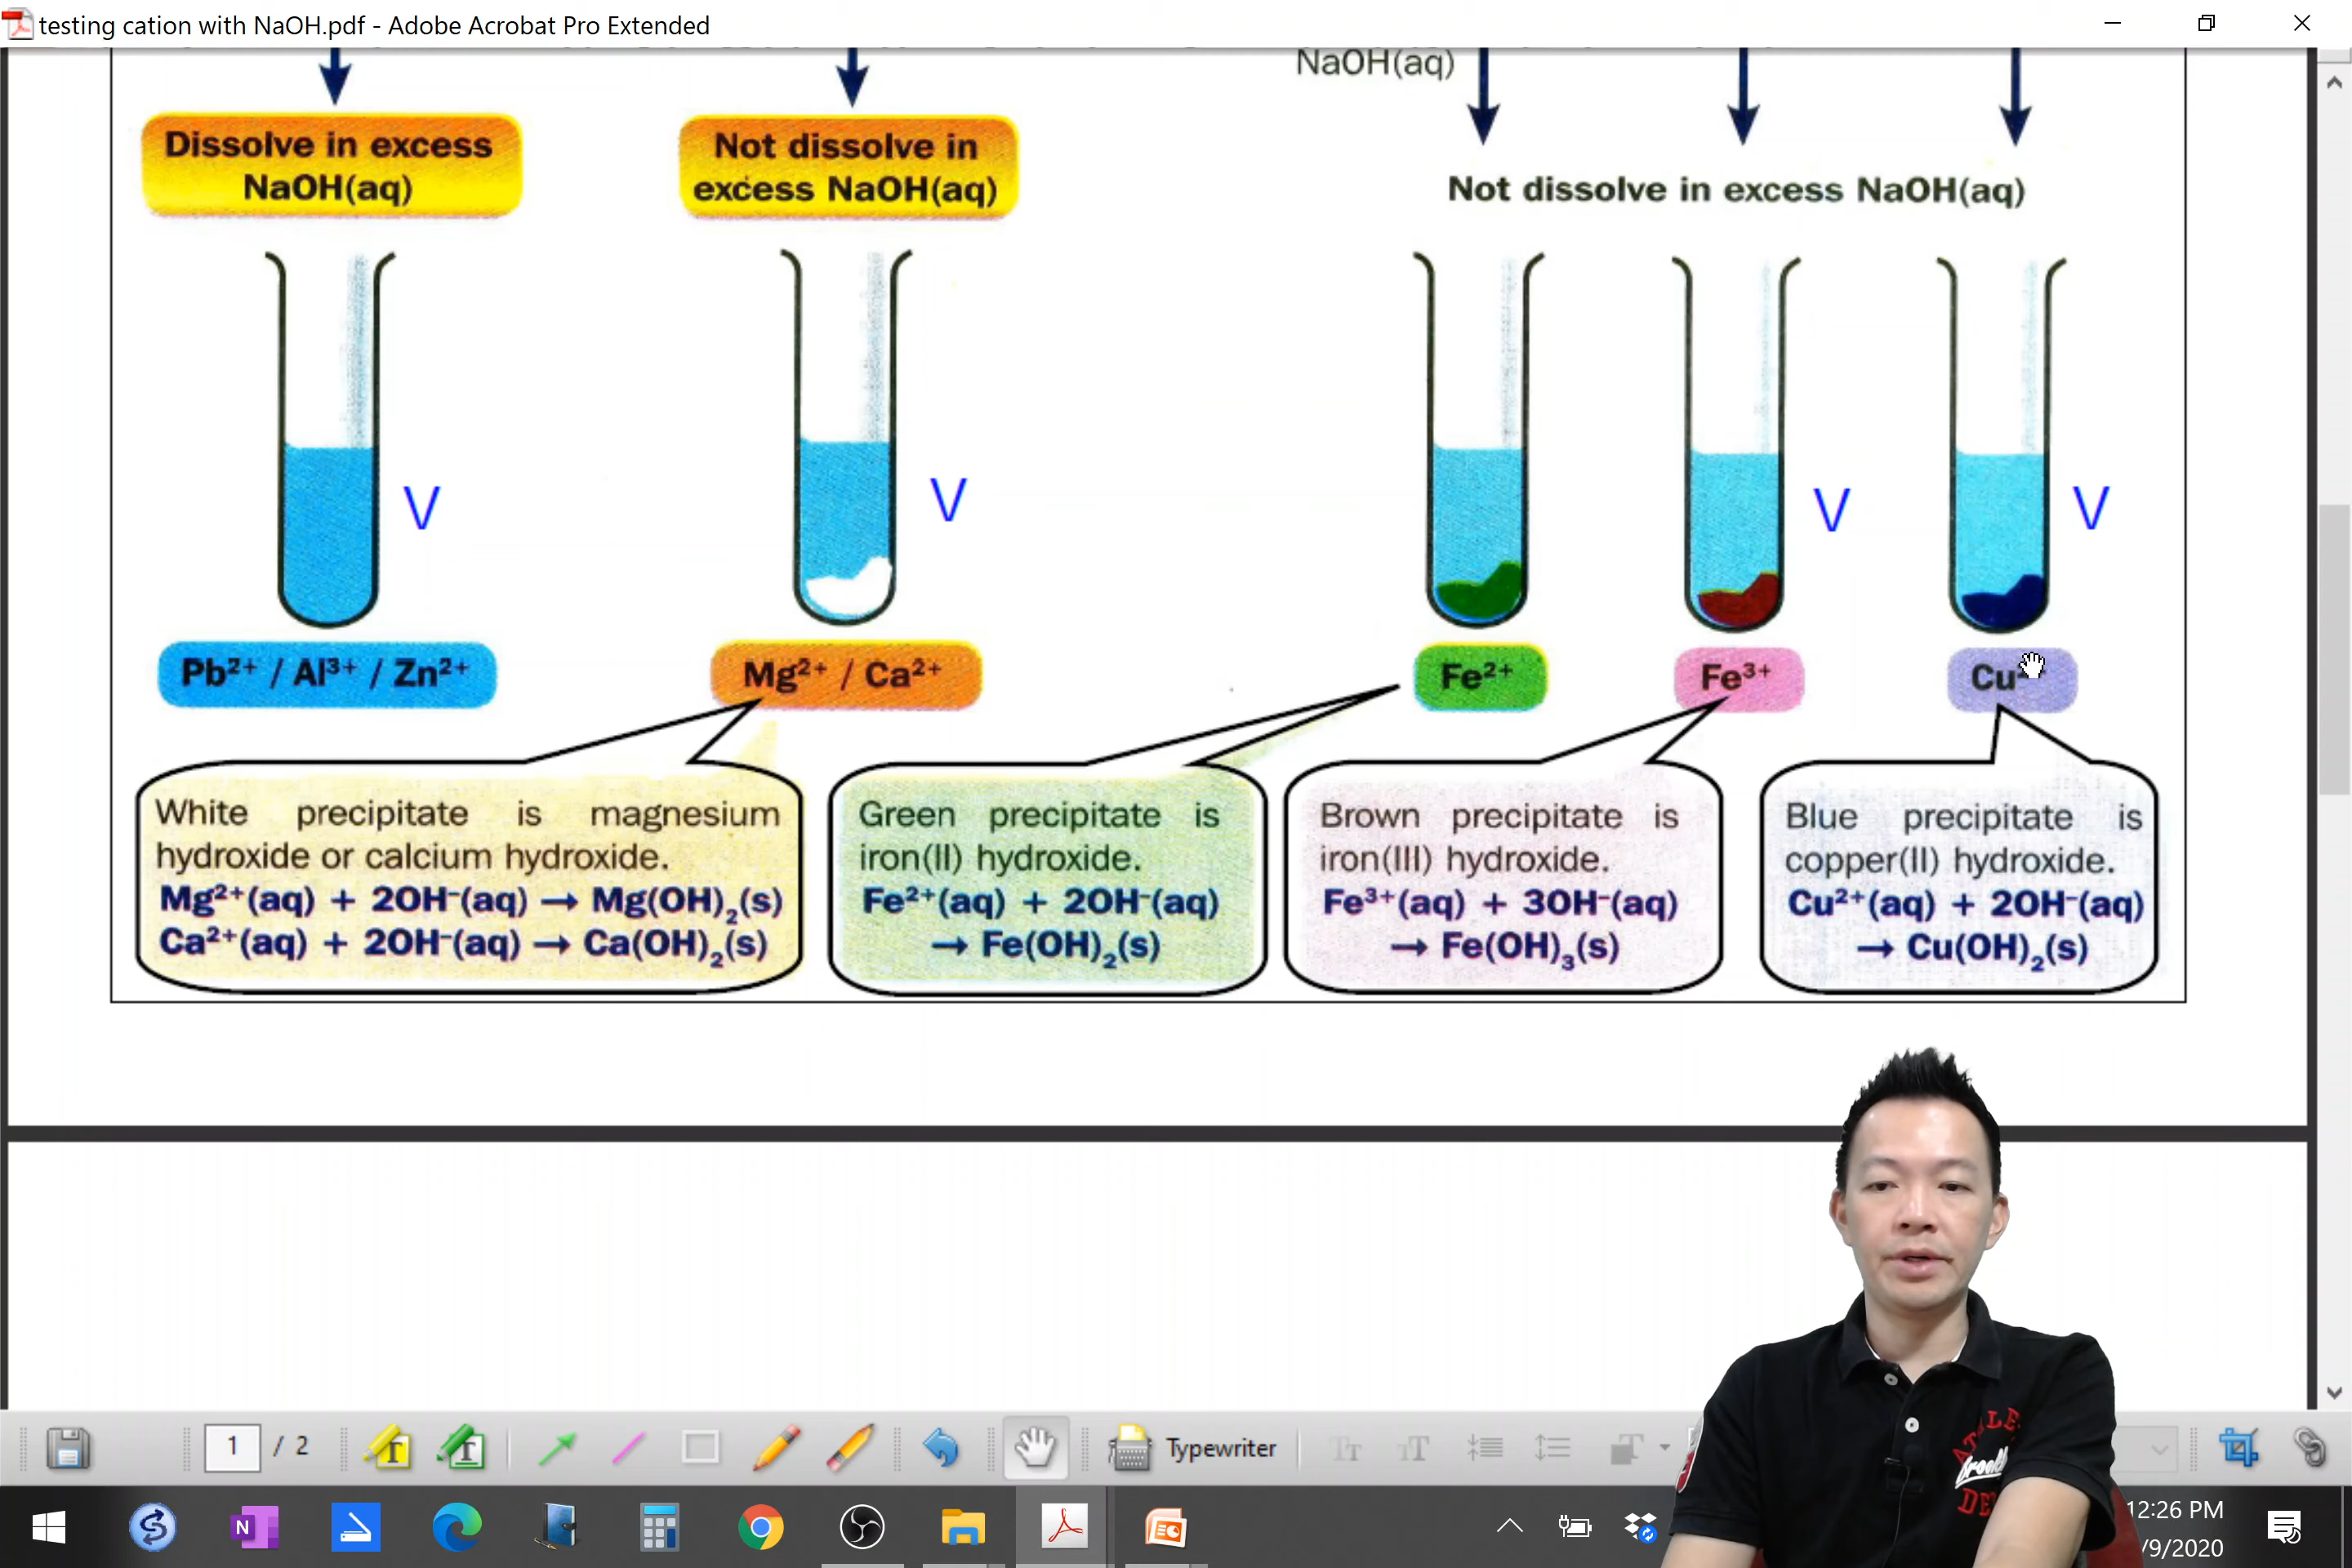 testing cation with NaOH.pdf - Adobe Acrobat Pro Extended
NaOH(aq)
Dissolve in excess
NaOH(aq)
Not dissolve in
excess NaOH(aq)
Not dissolve in excess NaOH(aq)
V
V
V
V
Pb²⁺ / Al³⁺ / Zn²⁺
Mg²⁺ / Ca²⁺
Fe²⁺
Fe³⁺
Cu
White precipitate is magnesium
hydroxide or calcium hydroxide.
Mg²⁺(aq) + 2OH⁻(aq) → Mg(OH)₂(s)
Ca²⁺(aq) + 2OH⁻(aq) → Ca(OH)₂(s)
Green precipitate is
iron(II) hydroxide.
Fe²⁺(aq) + 2OH⁻(aq)
→ Fe(OH)₂(s)
Brown precipitate is
iron(III) hydroxide.
Fe³⁺(aq) + 3OH⁻(aq)
→ Fe(OH)₃(s)
Blue precipitate is
copper(II) hydroxide.
Cu²⁺(aq) + 2OH⁻(aq)
→ Cu(OH)₂(s)
1 / 2
Typewriter
12:26 PM
/9/2020